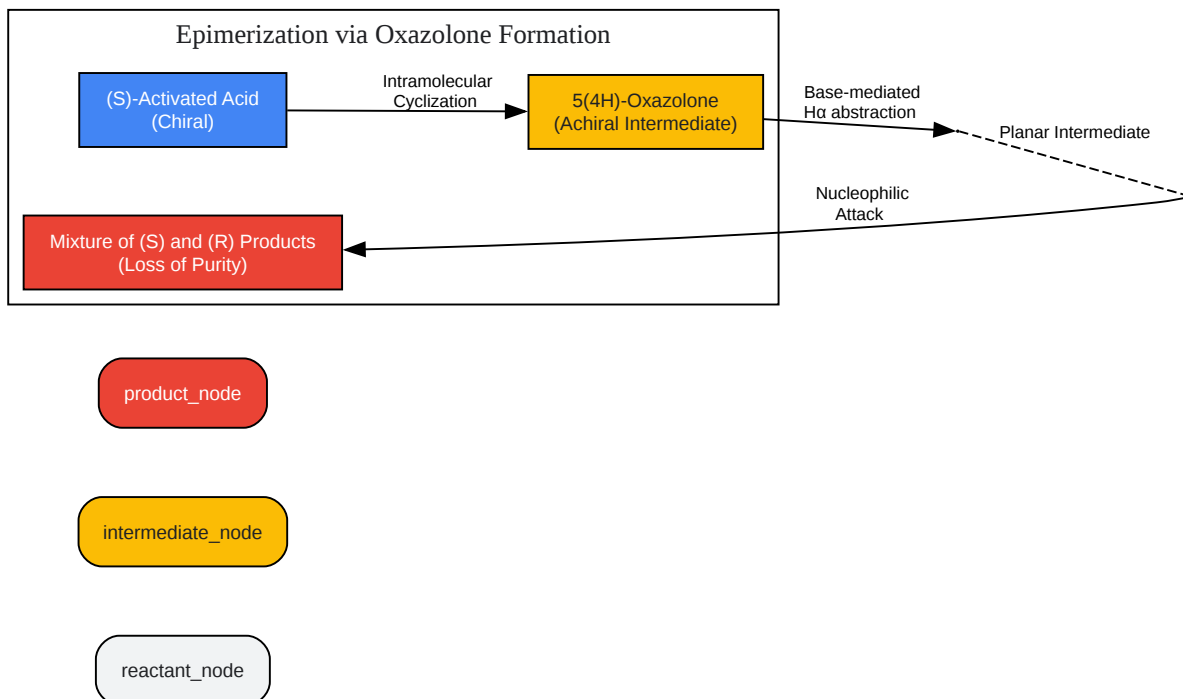 Epimerization via Oxazolone Formation
(S)-Activated Acid
(Chiral)
Intramolecular
Cyclization
5(4H)-Oxazolone
(Achiral Intermediate)
Base-mediated
Hα abstraction
Planar Intermediate
Nucleophilic
Attack
Mixture of (S) and (R) Products
(Loss of Purity)
product_node
intermediate_node
reactant_node